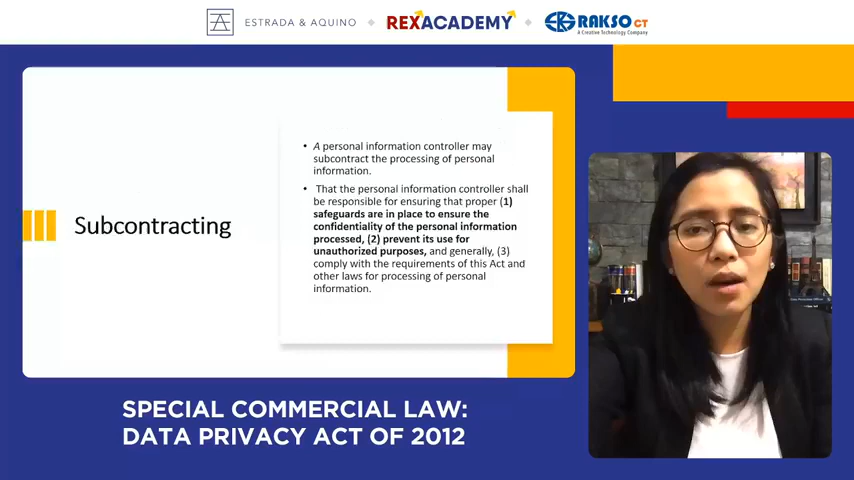 ESTRADA & AQUINO
REXACADEMY
RAKSO CT
A Creative Technology Company
Subcontracting
• A personal information controller may
subcontract the processing of personal
information.
• That the personal information controller shall
be responsible for ensuring that proper (1)
safeguards are in place to ensure the
confidentiality of the personal information
processed, (2) prevent its use for
unauthorized purposes, and generally, (3)
comply with the requirements of this Act and
other laws for processing of personal
information.
SPECIAL COMMERCIAL LAW:
DATA PRIVACY ACT OF 2012